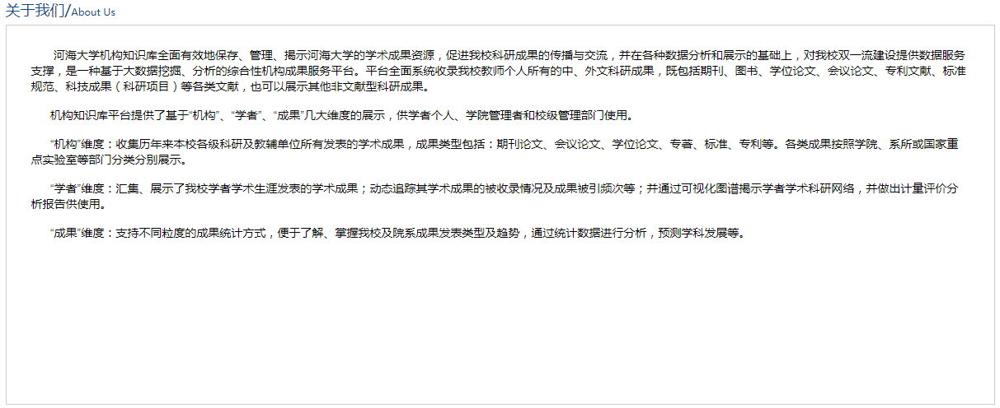 关于我们/About Us
河海大学机构知识库全面有效地保存、管理、揭示河海大学的学术成果资源，促进我校科研成果的传播与交流，并在各种数据分析和展示的基础上，对我校双一流建设提供数据服务
支撑，是一种基于大数据挖掘、分析的综合性机构成果服务平台。平台全面系统收录我校教师个人所有的中、外文科研成果，既包括期刊、图书、学位论文、会议论文、专利文献、标准
规范、科技成果（科研项目）等各类文献，也可以展示其他非文献型科研成果。
机构知识库平台提供了基于“机构”、“学者”、“成果”几大维度的展示，供学者个人、学院管理者和校级管理部门使用。
“机构”维度：收集历年来本校各级科研及教辅单位所有发表的学术成果，成果类型包括：期刊论文、会议论文、学位论文、专著、标准、专利等。各类成果按照学院、系所或国家重
点实验室等部门分类分别展示。
“学者”维度：汇集、展示了我校学者学术生涯发表的学术成果；动态追踪其学术成果的被收录情况及成果被引频次等；并通过可视化图谱揭示学者学术科研网络，并做出计量评价分
析报告供使用。
“成果”维度：支持不同粒度的成果统计方式，便于了解、掌握我校及院系成果发表类型及趋势，通过统计数据进行分析，预测学科发展等。